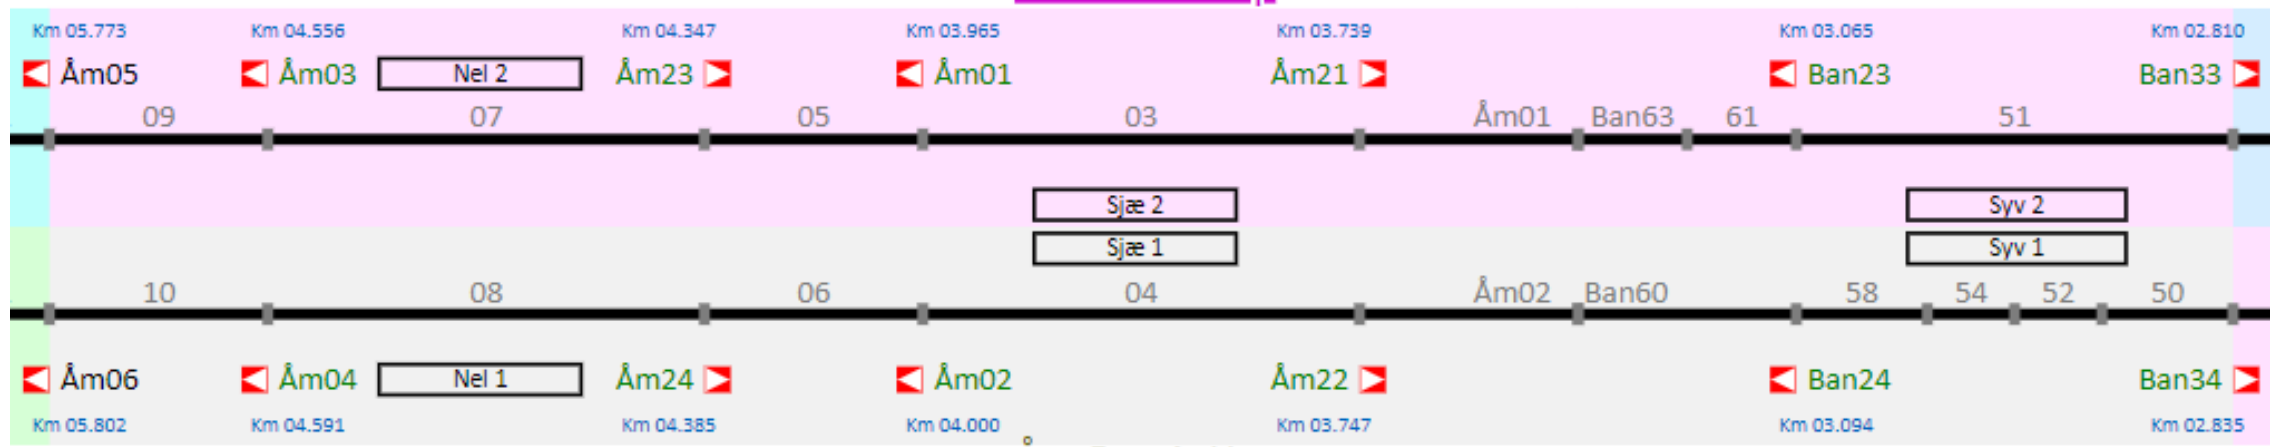 Km 05.773 Km 04.556 Km 04.347 Km 03.965 Km 03.739 Km 03.065 Km 02.810
Åm05 Åm03 Nel 2 Åm23 Åm01 Åm21 Ban23 Ban33
09 07 05 03 Åm01 Ban63 61 51
Sjæ 2 Syv 2
Sjæ 1 Syv 1
10 08 06 04 Åm02 Ban60 58 54 52 50
Åm06 Åm04 Nel 1 Åm24 Åm02 Åm22 Ban24 Ban34
Km 05.802 Km 04.591 Km 04.385 Km 04.000 Km 03.747 Km 03.094 Km 02.835